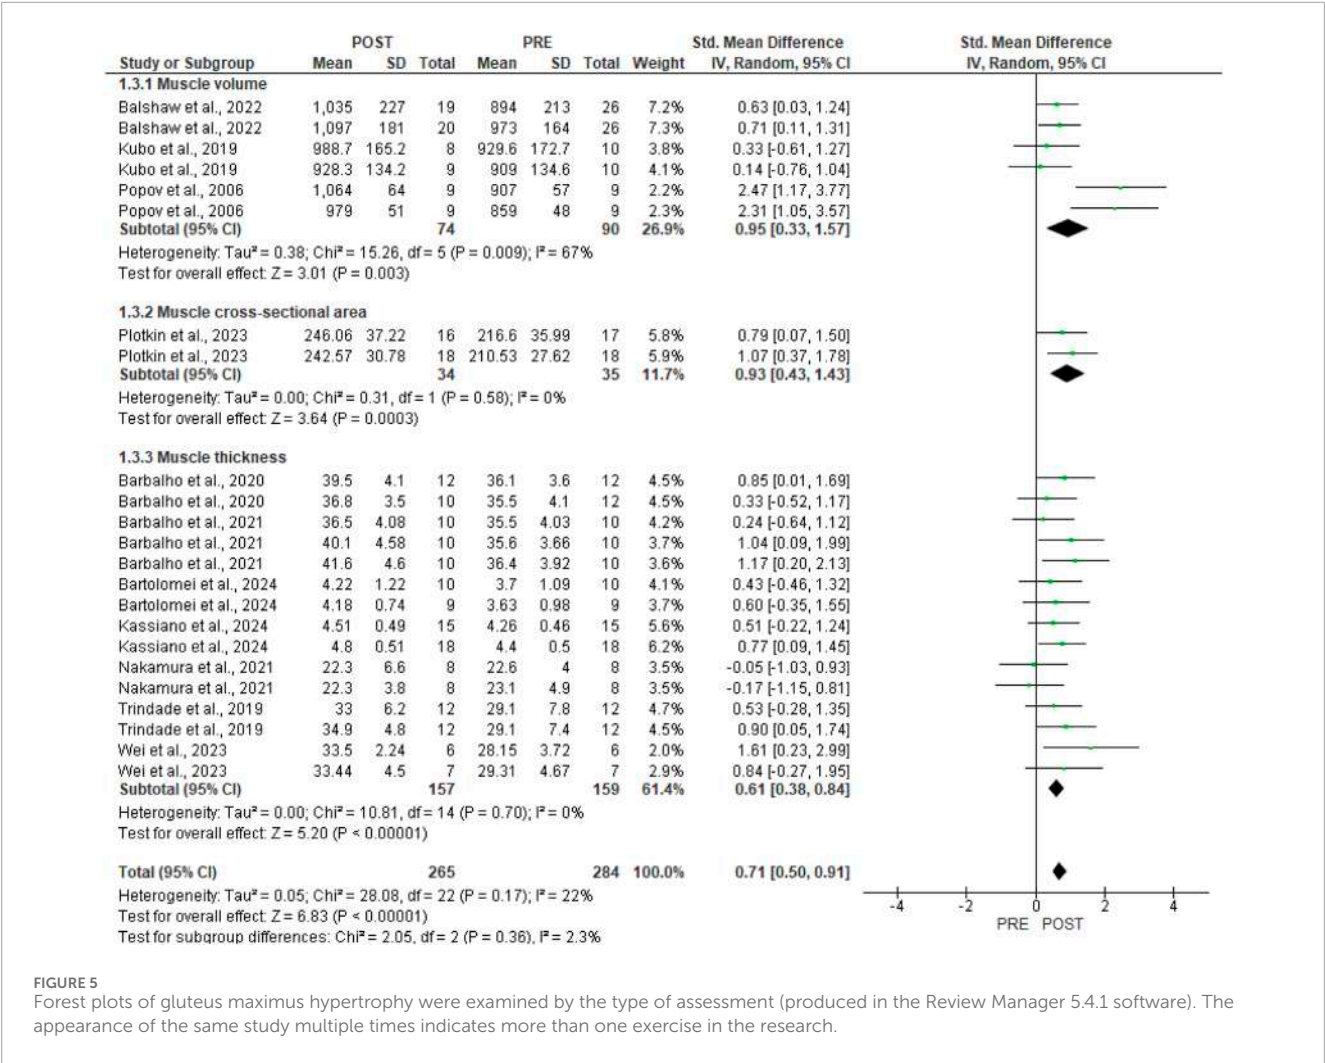 POST PRE Std. Mean Difference Std. Mean Difference
Study or Subgroup Mean SD Total Mean SD Total Weight IV, Random, 95% CI IV, Random, 95% CI
1.3.1 Muscle volume
Balshaw et al., 2022 1,035 227 19 894 213 26 7.2% 0.63 [0.03, 1.24]
Balshaw et al., 2022 1,097 181 20 973 164 26 7.3% 0.71 [0.11, 1.31]
Kubo et al., 2019 988.7 165.2 8 929.6 172.7 10 3.8% 0.33 [-0.61, 1.27]
Kubo et al., 2019 928.3 134.2 9 909 134.6 10 4.1% 0.14 [-0.76, 1.04]
Popov et al., 2006 1,064 64 9 907 57 9 2.2% 2.47 [1.17, 3.77]
Popov et al., 2006 979 51 9 859 48 9 2.3% 2.31 [1.05, 3.57]
Subtotal (95% CI) 74 90 26.9% 0.95 [0.33, 1.57]
Heterogeneity: Tau² = 0.38; Chi² = 15.26, df = 5 (P = 0.009); I² = 67%
Test for overall effect: Z = 3.01 (P = 0.003)
1.3.2 Muscle cross-sectional area
Plotkin et al., 2023 246.06 37.22 16 216.6 35.99 17 5.8% 0.79 [0.07, 1.50]
Plotkin et al., 2023 242.57 30.78 18 210.53 27.62 18 5.9% 1.07 [0.37, 1.78]
Subtotal (95% CI) 34 35 11.7% 0.93 [0.43, 1.43]
Heterogeneity: Tau² = 0.00; Chi² = 0.31, df = 1 (P = 0.58); I² = 0%
Test for overall effect: Z = 3.64 (P = 0.0003)
1.3.3 Muscle thickness
Barbalho et al., 2020 39.5 4.1 12 36.1 3.6 12 4.5% 0.85 [0.01, 1.69]
Barbalho et al., 2020 36.8 3.5 10 35.5 4.1 12 4.5% 0.33 [-0.52, 1.17]
Barbalho et al., 2021 36.5 4.08 10 35.5 4.03 10 4.2% 0.24 [-0.64, 1.12]
Barbalho et al., 2021 40.1 4.58 10 35.6 3.66 10 3.7% 1.04 [0.09, 1.99]
Barbalho et al., 2021 41.6 4.6 10 36.4 3.92 10 3.6% 1.17 [0.20, 2.13]
Bartolomei et al., 2024 4.22 1.22 10 3.7 1.09 10 4.1% 0.43 [-0.46, 1.32]
Bartolomei et al., 2024 4.18 0.74 9 3.63 0.98 9 3.7% 0.60 [-0.35, 1.55]
Kassiano et al., 2024 4.51 0.49 15 4.26 0.46 15 5.6% 0.51 [-0.22, 1.24]
Kassiano et al., 2024 4.8 0.51 18 4.4 0.5 18 6.2% 0.77 [0.09, 1.45]
Nakamura et al., 2021 22.3 6.6 8 22.6 4 8 3.5% -0.05 [-1.03, 0.93]
Nakamura et al., 2021 22.3 3.8 8 23.1 4.9 8 3.5% -0.17 [-1.15, 0.81]
Trindade et al., 2019 33 6.2 12 29.1 7.8 12 4.7% 0.53 [-0.28, 1.35]
Trindade et al., 2019 34.9 4.8 12 29.1 7.4 12 4.5% 0.90 [0.05, 1.74]
Wei et al., 2023 33.5 2.24 6 28.15 3.72 6 2.0% 1.61 [0.23, 2.99]
Wei et al., 2023 33.44 4.5 7 29.31 4.67 7 2.9% 0.84 [-0.27, 1.95]
Subtotal (95% CI) 157 159 61.4% 0.61 [0.38, 0.84]
Heterogeneity: Tau² = 0.00; Chi² = 10.81, df = 14 (P = 0.70); I² = 0%
Test for overall effect: Z = 5.20 (P < 0.00001)
Total (95% CI) 265 284 100.0% 0.71 [0.50, 0.91]
Heterogeneity: Tau² = 0.05; Chi² = 28.08, df = 22 (P = 0.17); I² = 22%
Test for overall effect: Z = 6.83 (P < 0.00001)
Test for subgroup differences: Chi² = 2.05, df = 2 (P = 0.36), I² = 2.3%
-4 -2 0 2 4
PRE POST
FIGURE 5
Forest plots of gluteus maximus hypertrophy were examined by the type of assessment (produced in the Review Manager 5.4.1 software). The
appearance of the same study multiple times indicates more than one exercise in the research.